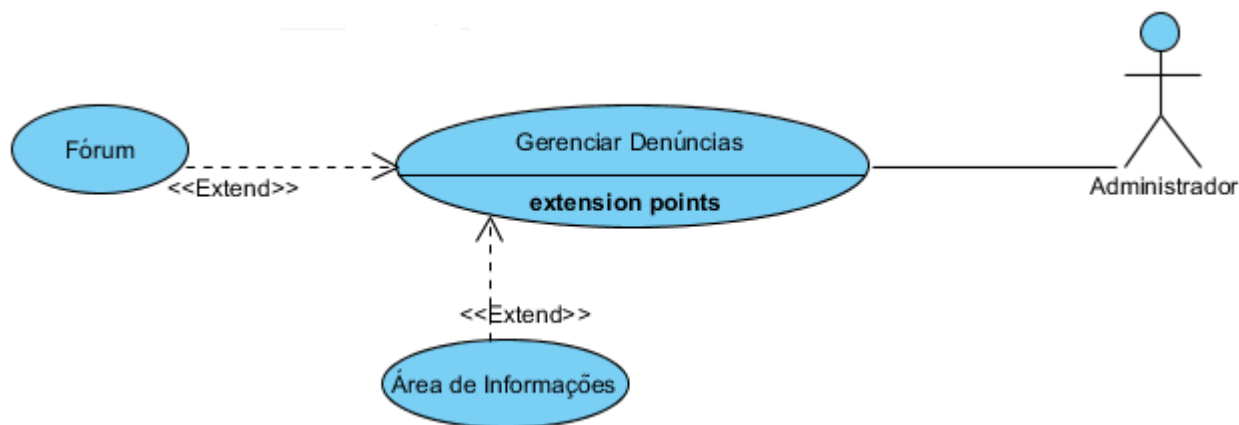 Fórum
<<Extend>>
Gerenciar Denúncias
extension points
Administrador
<<Extend>>
Área de Informações